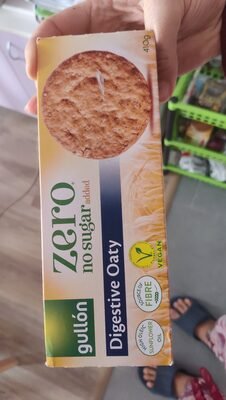 gullón
zero
no sugar added
Digestive Oaty
410g
VEGAN
SOURCE OF
FIBRE
HIGH OLEIC
SUNFLOWER
OIL